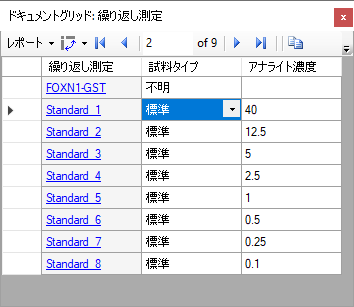 ドキュメントグリッド: 繰り返し測定
レポート 2 of 9
繰り返し測定 試料タイプ アナライト濃度
FOXN1-GST 不明
Standard_1 標準 40
Standard_2 標準 12.5
Standard_3 標準 5
Standard_4 標準 2.5
Standard_5 標準 1
Standard_6 標準 0.5
Standard_7 標準 0.25
Standard_8 標準 0.1